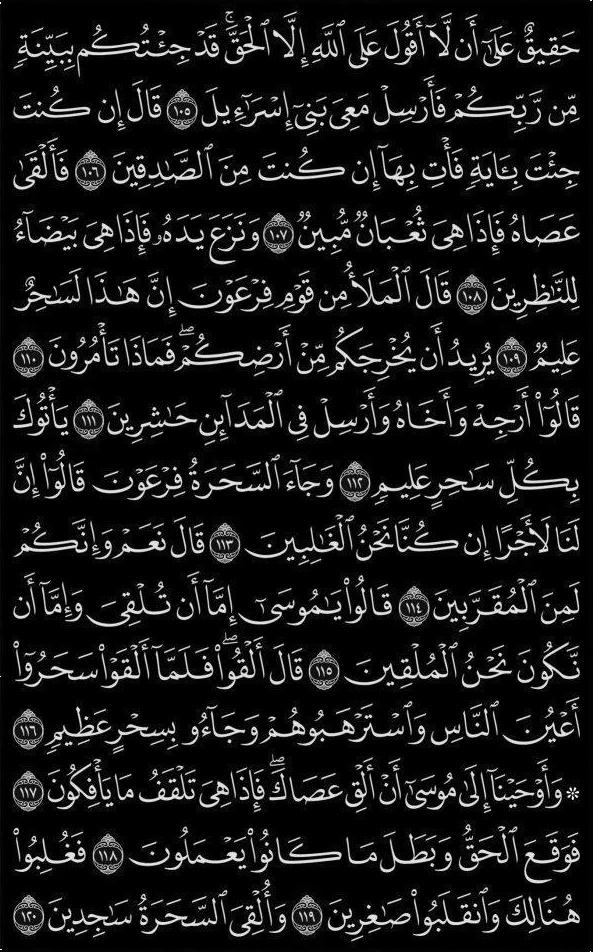 حَقِيقٌ عَلَىٰٓ أَن لَّآ أَقُولَ عَلَى ٱللَّهِ إِلَّا ٱلْحَقَّ ۚ قَدْ جِئْتُكُم بِبَيِّنَةٍ
مِّن رَّبِّكُمْ فَأَرْسِلْ مَعِىَ بَنِىٓ إِسْرَٰٓءِيلَ ١٠٥ قَالَ إِن كُنتَ
جِئْتَ بِـَٔايَةٍ فَأْتِ بِهَآ إِن كُنتَ مِنَ ٱلصَّٰدِقِينَ ١٠٦ فَأَلْقَىٰ
عَصَاهُ فَإِذَا هِىَ ثُعْبَانٌ مُّبِينٌ ١٠٧ وَنَزَعَ يَدَهُۥ فَإِذَا هِىَ بَيْضَآءُ
لِلنَّٰظِرِينَ ١٠٨ قَالَ ٱلْمَلَأُ مِن قَوْمِ فِرْعَوْنَ إِنَّ هَٰذَا لَسَٰحِرٌ
عَلِيمٌ ١٠٩ يُرِيدُ أَن يُخْرِجَكُم مِّنْ أَرْضِكُمْ ۖ فَمَاذَا تَأْمُرُونَ ١١٠
قَالُوٓا۟ أَرْجِهْ وَأَخَاهُ وَأَرْسِلْ فِى ٱلْمَدَآئِنِ حَٰشِرِينَ ١١١ يَأْتُوكَ
بِكُلِّ سَٰحِرٍ عَلِيمٍ ١١٢ وَجَآءَ ٱلسَّحَرَةُ فِرْعَوْنَ قَالُوٓا۟ إِنَّ
لَنَا لَأَجْرًا إِن كُنَّا نَحْنُ ٱلْغَٰلِبِينَ ١١٣ قَالَ نَعَمْ وَإِنَّكُمْ
لَمِنَ ٱلْمُقَرَّبِينَ ١١٤ قَالُوا۟ يَٰمُوسَىٰٓ إِمَّآ أَن تُلْقِىَ وَإِمَّآ أَن
نَّكُونَ نَحْنُ ٱلْمُلْقِينَ ١١٥ قَالَ أَلْقُوا۟ ۖ فَلَمَّآ أَلْقَوْا۟ سَحَرُوٓا۟
أَعْيُنَ ٱلنَّاسِ وَٱسْتَرْهَبُوهُمْ وَجَآءُو بِسِحْرٍ عَظِيمٍ ١١٦
* وَأَوْحَيْنَآ إِلَىٰ مُوسَىٰٓ أَنْ أَلْقِ عَصَاكَ ۖ فَإِذَا هِىَ تَلْقَفُ مَا يَأْفِكُونَ ١١٧
فَوَقَعَ ٱلْحَقُّ وَبَطَلَ مَا كَانُوا۟ يَعْمَلُونَ ١١٨ فَغُلِبُوا۟
هُنَالِكَ وَٱنقَلَبُوا۟ صَٰغِرِينَ ١١٩ وَأُلْقِىَ ٱلسَّحَرَةُ سَٰجِدِينَ ١٢٠